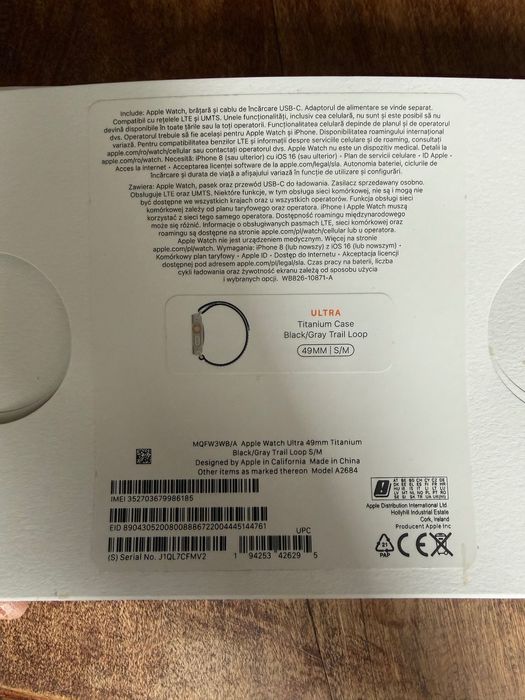 Include: Apple Watch, brățară și cablu de încărcare USB-C. Adaptorul de alimentare se vinde separat.
Compatibil cu rețelele LTE și UMTS. Unele funcționalități, inclusiv cea celulară, nu sunt și este posibil să nu
devină disponibile în toate țările sau la toți operatorii. Funcționalitatea celulară depinde de planul și de operatorul
dvs. Operatorul trebuie să fie același pentru Apple Watch și iPhone. Disponibilitatea roamingului internațional
variază. Pentru compatibilitatea benzilor LTE și informații despre serviciile celulare și de roaming, consultați
apple.com/ro/watch/cellular sau contactați operatorul dvs. Apple Watch nu este un dispozitiv medical. Detalii la
apple.com/ro/watch. Necesită: iPhone 8 (sau ulterior) cu iOS 16 (sau ulterior) • Plan de servicii celulare • ID Apple •
Acces la internet • Acceptarea licenței software de la apple.com/legal/sla. Autonomia bateriei, ciclurile de
încărcare și durata de viață a afișajului variază în funcție de utilizare și configurații.
Zawiera: Apple Watch, pasek oraz przewód USB-C do ładowania. Zasilacz sprzedawany osobno.
Obsługuje LTE oraz UMTS. Niektóre funkcje, w tym obsługa sieci komórkowej, nie są i mogą nie
być dostępne we wszystkich krajach oraz u wszystkich operatorów. Funkcja obsługi sieci
komórkowej zależy od planu taryfowego oraz operatora. iPhone i Apple Watch muszą
korzystać z sieci tego samego operatora. Dostępność roamingu międzynarodowego
może się różnić. Informacje o obsługiwanych pasmach LTE, sieci komórkowej oraz
roamingu są dostępne na stronie apple.com/pl/watch/cellular lub u operatora.
Apple Watch nie jest urządzeniem medycznym. Więcej na stronie
apple.com/pl/watch. Wymagania: iPhone 8 (lub nowszy) z iOS 16 (lub nowszym) •
Komórkowy plan taryfowy • Apple ID • Dostęp do Internetu • Akceptacja licencji
dostępnej pod adresem apple.com/pl/legal/sla. Czas pracy na baterii, liczba
cykli ładowania oraz żywotność ekranu zależą od sposobu użycia
i wybranych opcji. WB826-10871-A
ULTRA
Titanium Case
Black/Gray Trail Loop
49MM | S/M
MQFW3WB/A Apple Watch Ultra 49mm Titanium
Black/Gray Trail Loop S/M
Designed by Apple in California Made in China
Other items as marked thereon Model A2684
IMEI 352703679986185
EID 89043052008008886722004445144761
UPC
(S) Serial No. J1QL7CFMV2
1 94253 42629 5
Apple Distribution International Ltd
Hollyhill Industrial Estate
Cork, Ireland
Producent Apple Inc
21
PAP
CE